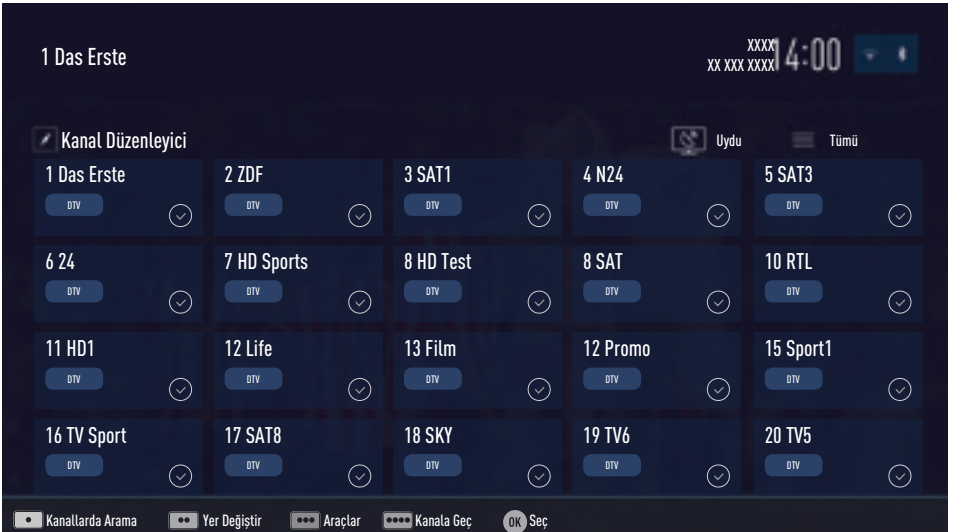 1 Das Erste
XXXX
XX XXX XXXX 14:00
Kanal Düzenleyici Uydu Tümü
1 Das Erste 2 ZDF 3 SAT1 4 N24 5 SAT3
DTV DTV DTV DTV DTV
6 24 7 HD Sports 8 HD Test 8 SAT 10 RTL
DTV DTV DTV DTV DTV
11 HD1 12 Life 13 Film 12 Promo 15 Sport1
DTV DTV DTV DTV DTV
16 TV Sport 17 SAT8 18 SKY 19 TV6 20 TV5
DTV DTV DTV DTV DTV
Kanallarda Arama Yer Değiştir Araçlar Kanala Geç OK Seç